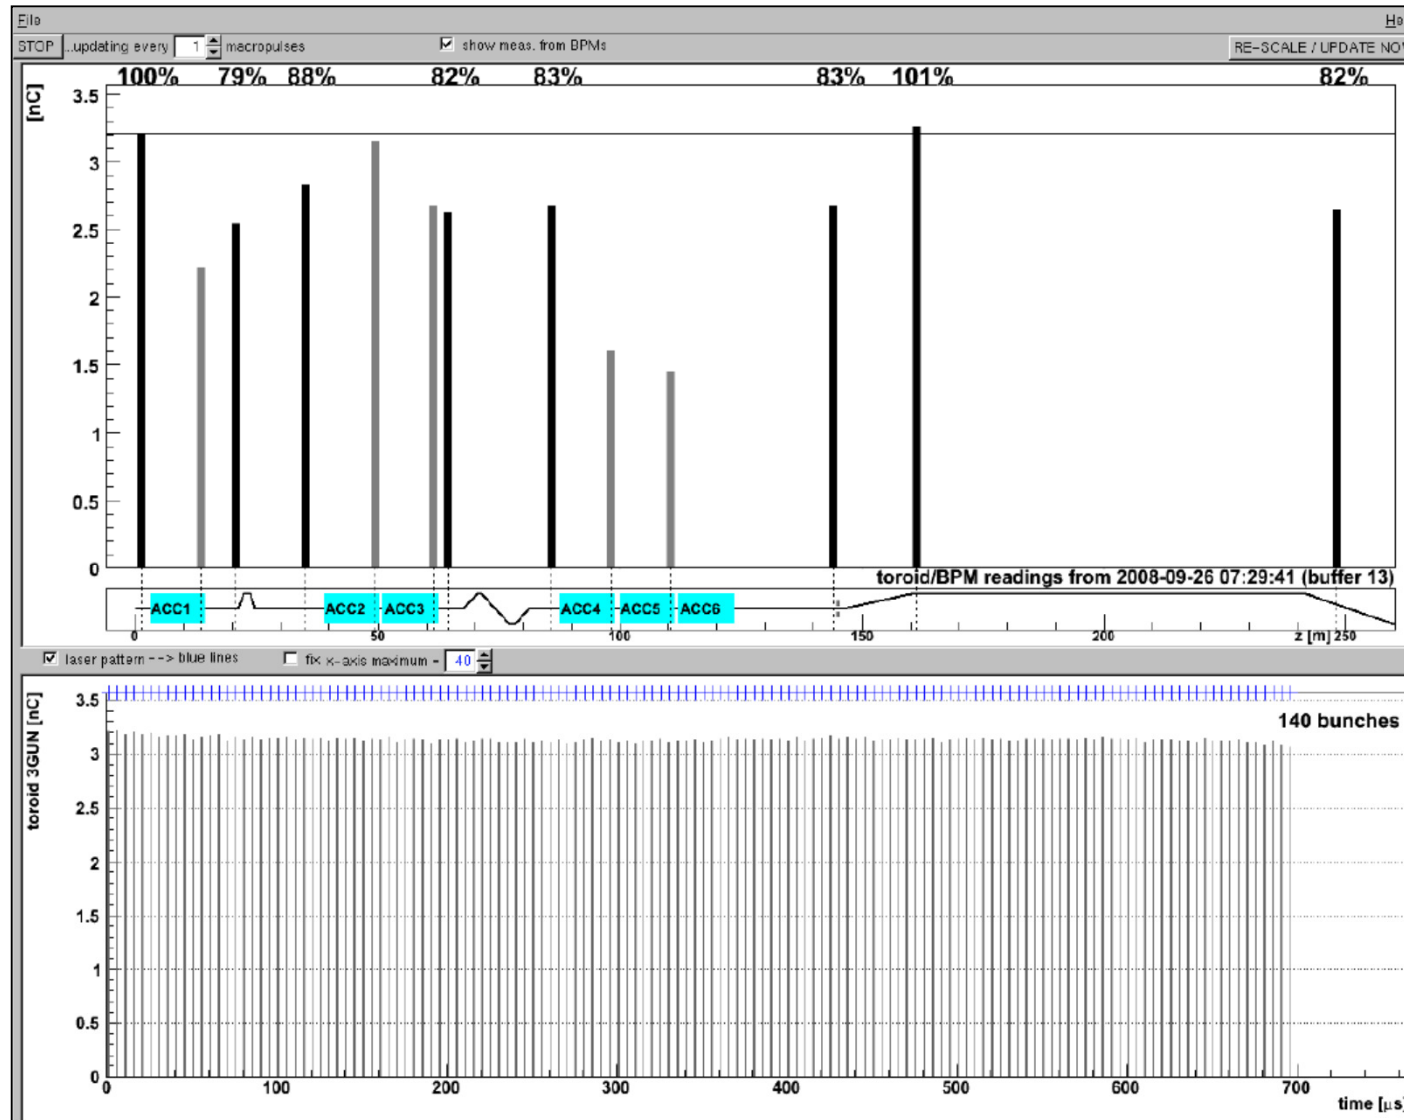 File
He
STOP ...updating every 1 macropulses show meas. from BPMs
RE-SCALE / UPDATE NO
100% 79% 88% 82% 83% 83% 101% 82%
[nC]
3.5
3
2.5
2
1.5
1
0.5
0
toroid/BPM readings from 2008-09-26 07:29:41 (buffer 13)
ACC1 ACC2 ACC3 ACC4 ACC5 ACC6
0 50 100 150 200 z [m] 250
laser pattern --> blue lines fix x-axis maximum = 40
toroid 3GUN [nC]
140 bunches
3.5
3
2.5
2
1.5
1
0.5
0
0 100 200 300 400 500 600 700
time [µs]